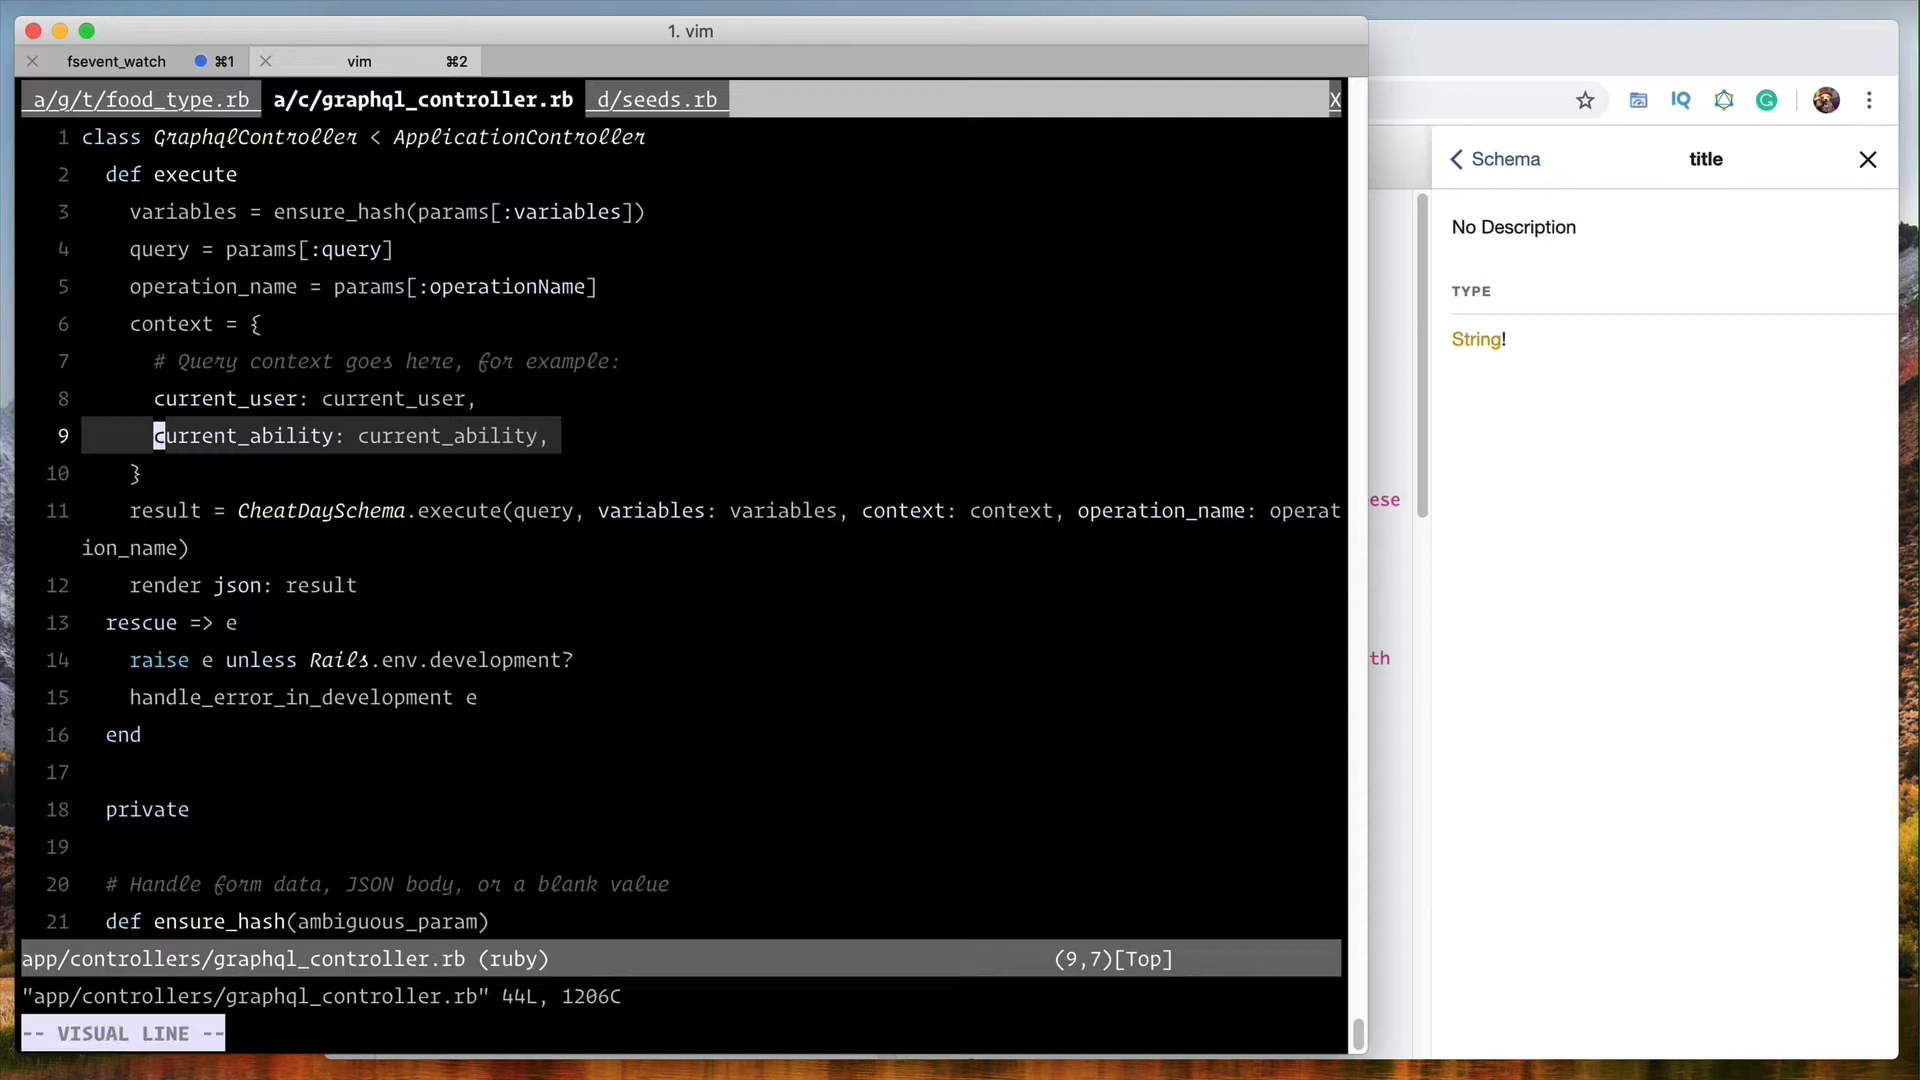 1. vim
fsevent_watch ⌘1 vim ⌘2
a/g/t/food_type.rb a/c/graphql_controller.rb d/seeds.rb X
1 class GraphqlController < ApplicationController
2 def execute
3 variables = ensure_hash(params[:variables])
4 query = params[:query]
5 operation_name = params[:operationName]
6 context = {
7 # Query context goes here, for example:
8 current_user: current_user,
9 current_ability: current_ability,
10 }
11 result = CheatDaySchema.execute(query, variables: variables, context: context, operation_name: operat
ion_name)
12 render json: result
13 rescue => e
14 raise e unless Rails.env.development?
15 handle_error_in_development e
16 end
17
18 private
19
20 # Handle form data, JSON body, or a blank value
21 def ensure_hash(ambiguous_param)
app/controllers/graphql_controller.rb (ruby) (9,7)[Top]
"app/controllers/graphql_controller.rb" 44L, 1206C
-- VISUAL LINE --
IQ
G
Schema title
No Description
TYPE
String!
ese
th